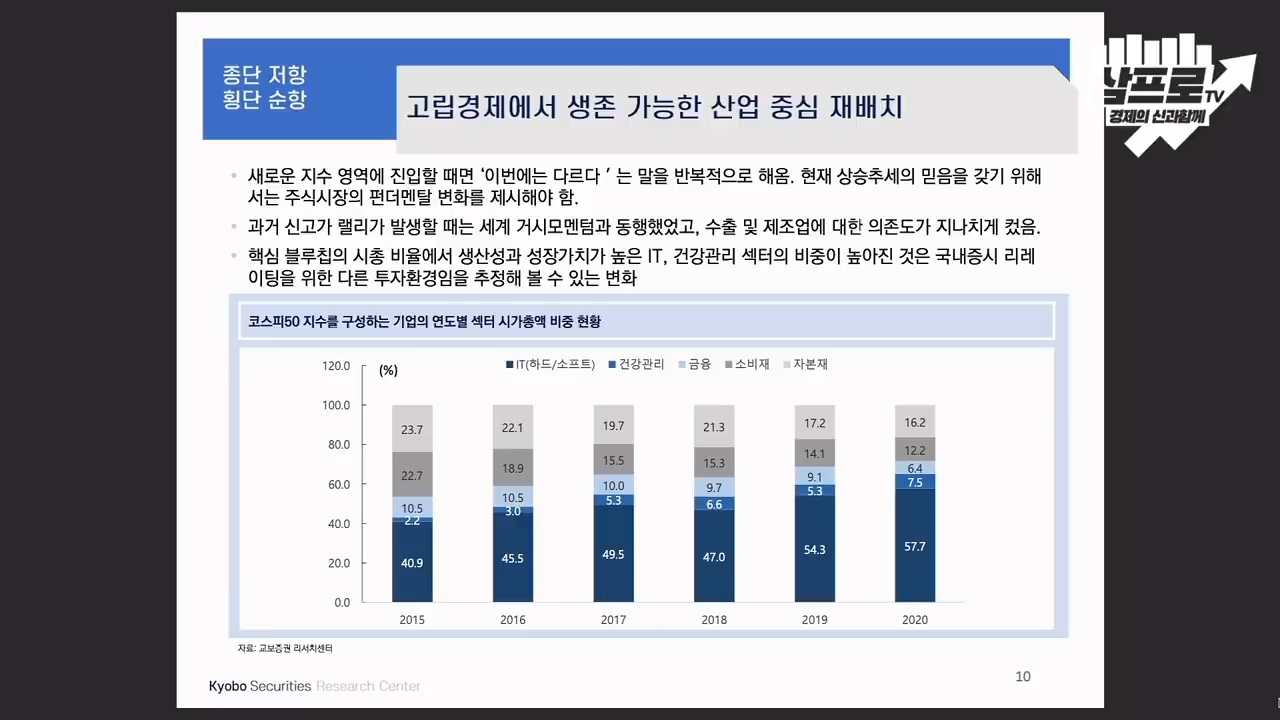 종단 저항
횡단 순항
고립경제에서 생존 가능한 산업 중심 재배치
삼프로TV
경제의 신과함께
• 새로운 지수 영역에 진입할 때면 ‘이번에는 다르다 ’ 는 말을 반복적으로 해옴. 현재 상승추세의 믿음을 갖기 위해
서는 주식시장의 펀더멘탈 변화를 제시해야 함.
• 과거 신고가 랠리가 발생할 때는 세계 거시모멘텀과 동행했었고, 수출 및 제조업에 대한 의존도가 지나치게 컸음.
• 핵심 블루칩의 시총 비율에서 생산성과 성장가치가 높은 IT, 건강관리 섹터의 비중이 높아진 것은 국내증시 리레
이팅을 위한 다른 투자환경임을 추정해 볼 수 있는 변화
코스피50 지수를 구성하는 기업의 연도별 섹터 시가총액 비중 현황
(%)
IT(하드/소프트) 건강관리 금융 소비재 자본재
120.0
100.0
80.0
60.0
40.0
20.0
0.0
23.7 22.1 19.7 21.3 17.2 16.2
22.7 18.9 15.5 15.3 14.1 12.2
10.5 10.5 10.0 9.7 9.1 6.4
2.2 3.0 5.3 6.6 5.3 7.5
40.9 45.5 49.5 47.0 54.3 57.7
2015 2016 2017 2018 2019 2020
자료: 교보증권 리서치센터
Kyobo Securities Research Center
10